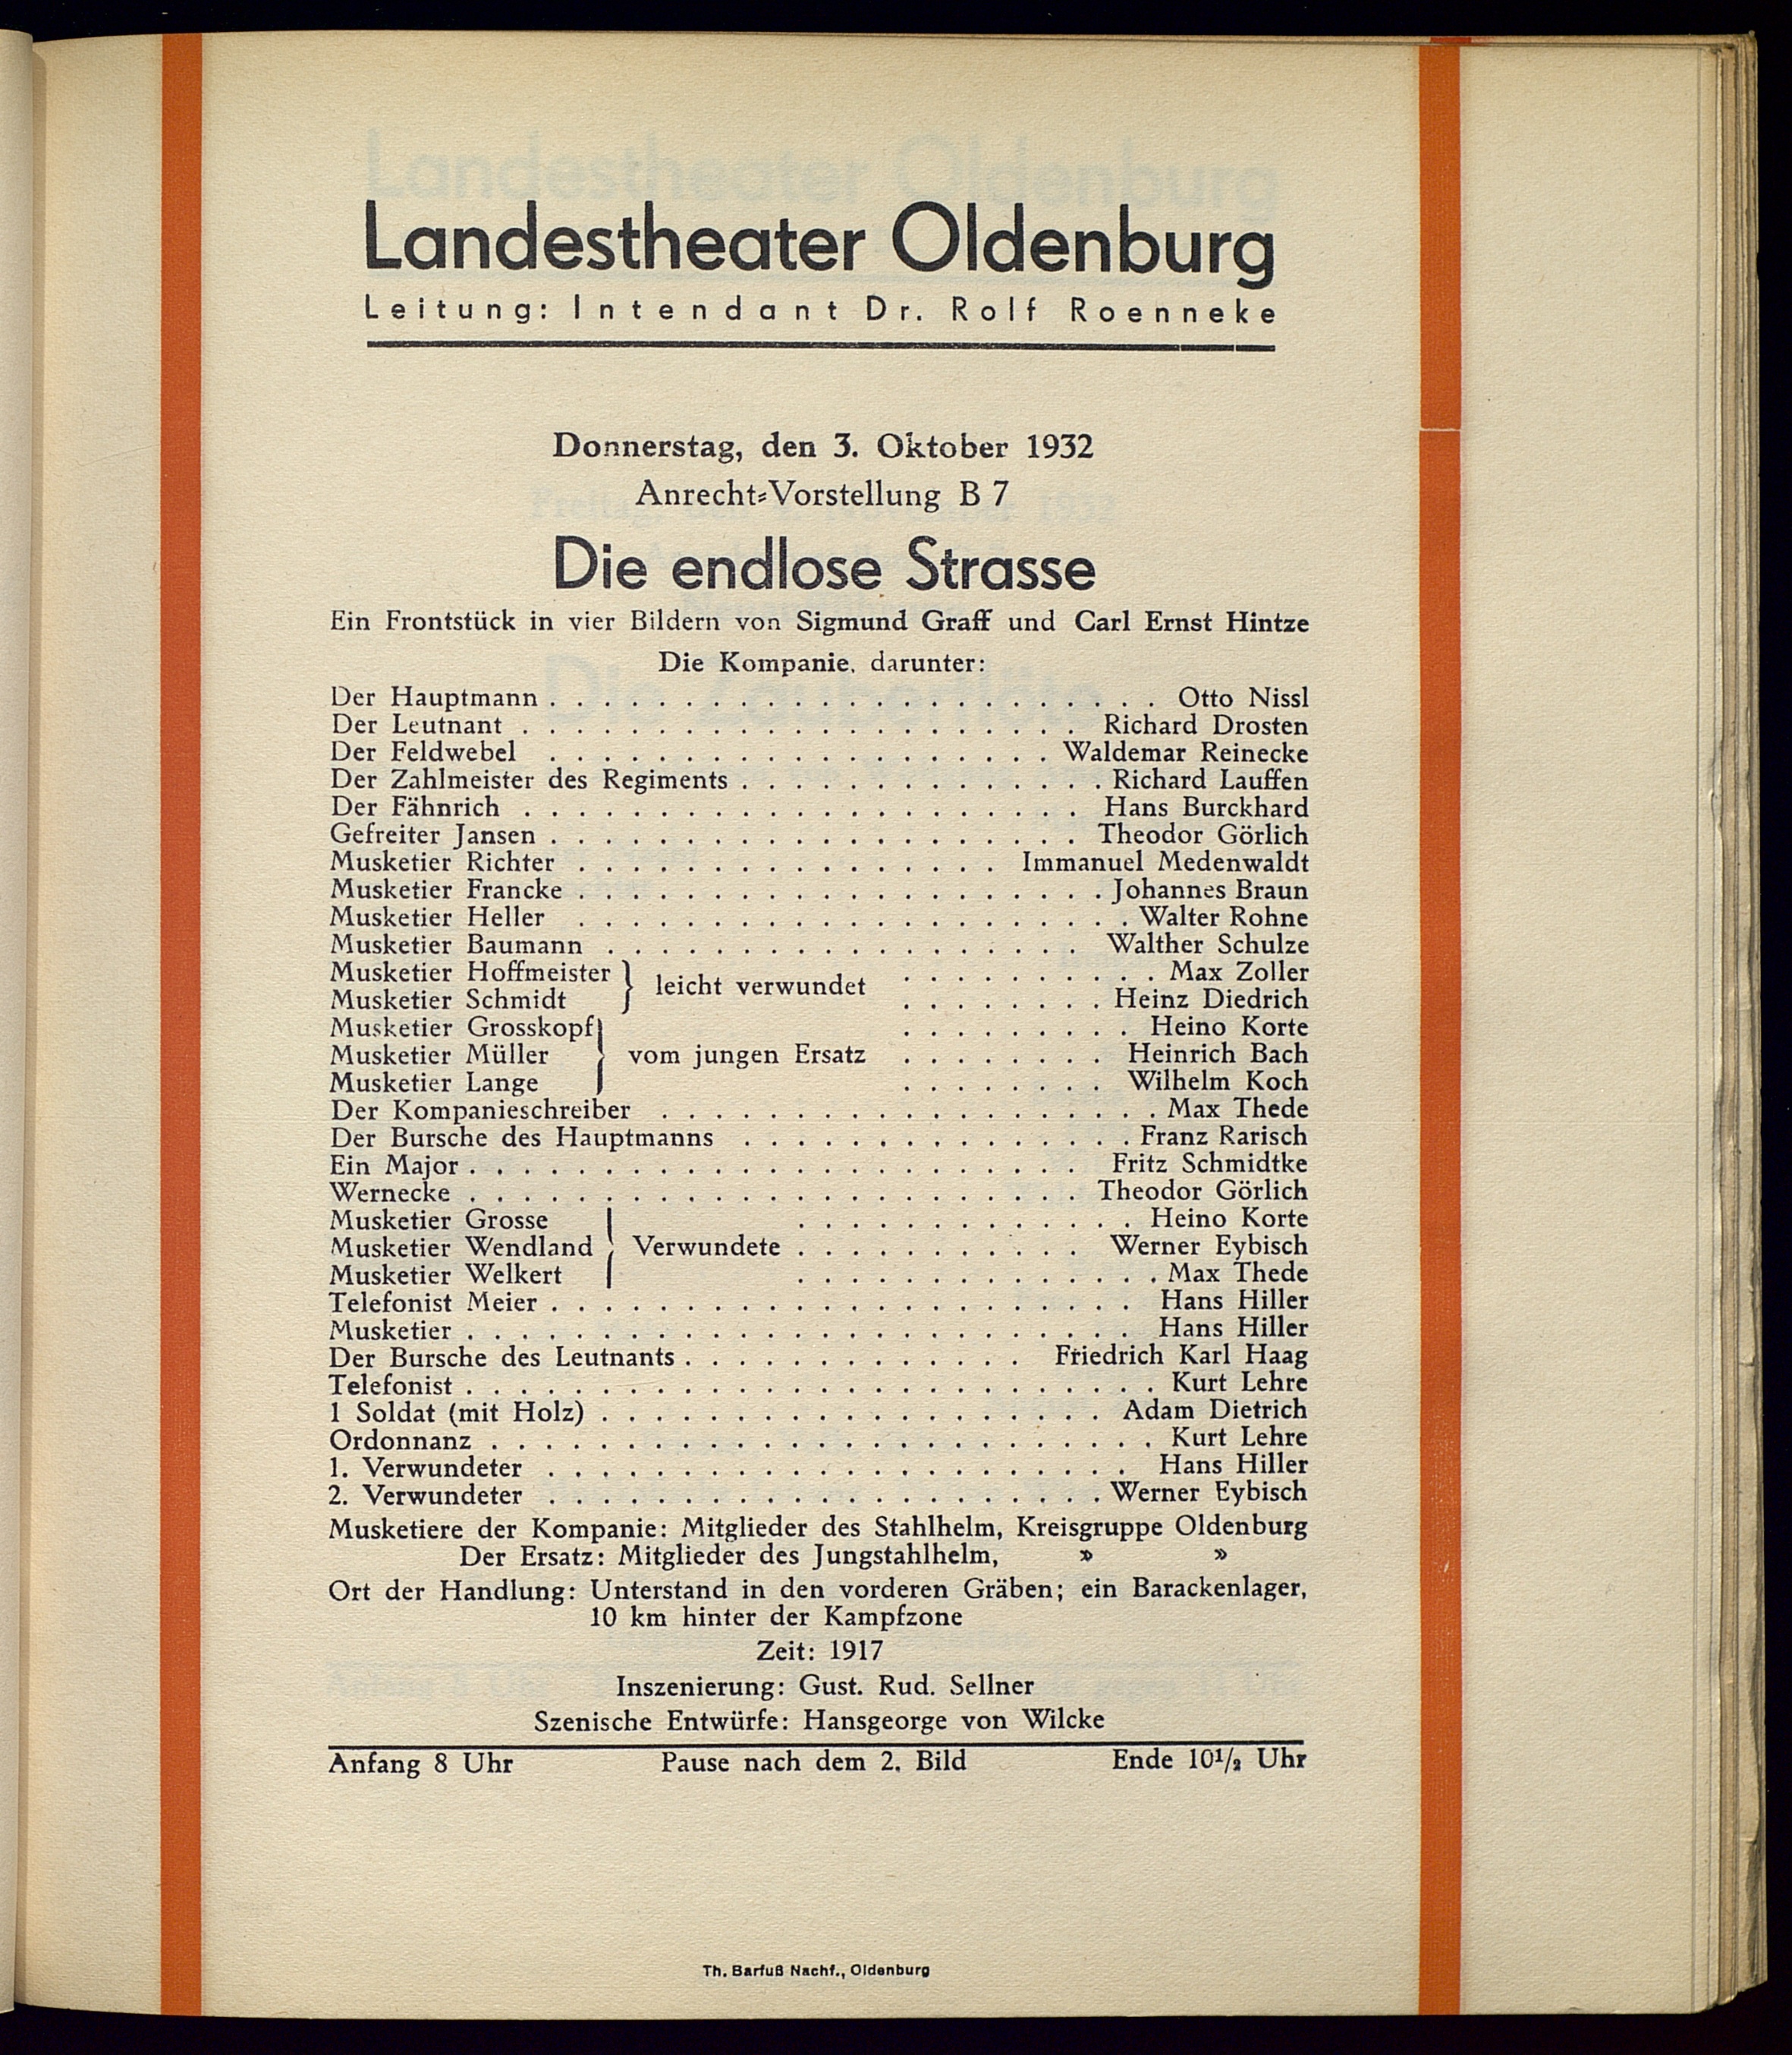 Landestheater Oldenburg
Leitung: Intendant Dr. Rolf Roenneke
Donnerstag, den 3. Oktober 1932
Anrecht-Vorstellung B 7
Die endlose Strasse
Ein Frontstück in vier Bildern von Sigmund Graff und Carl Ernst Hintze
Die Kompanie, darunter:
Der Hauptmann . . . . . . . . . . Otto Nissl
Der Leutnant . . . . . . . . . . Richard Drosten
Der Feldwebel . . . . . . . . . . Waldemar Reinecke
Der Zahlmeister des Regiments . . . . . . . . . . Richard Lauffen
Der Fähnrich . . . . . . . . . . Hans Burckhard
Gefreiter Jansen . . . . . . . . . . Theodor Görlich
Musketier Richter . . . . . . . . . . Immanuel Medenwaldt
Musketier Francke . . . . . . . . . . Johannes Braun
Musketier Heller . . . . . . . . . . Walter Rohne
Musketier Baumann . . . . . . . . . . Walther Schulze
Musketier Hoffmeister } leicht verwundet . . . . . . . . . . Max Zoller
Musketier Schmidt . . . . . . . . Heinz Diedrich
Musketier Grosskopf . . . . . . . . . Heino Korte
Musketier Müller } vom jungen Ersatz . . . . . . . . Heinrich Bach
Musketier Lange . . . . . . . . Wilhelm Koch
Der Kompanieschreiber . . . . . . . . . . Max Thede
Der Bursche des Hauptmanns . . . . . . . . . . Franz Rarisch
Ein Major . . . . . . . . . . Fritz Schmidtke
Wernecke . . . . . . . . . . Theodor Görlich
Musketier Grosse . . . . . . . . . . Heino Korte
Musketier Wendland } Verwundete . . . . . . . . . . Werner Eybisch
Musketier Welkert . . . . . . . . . . Max Thede
Telefonist Meier . . . . . . . . . . Hans Hiller
Musketier . . . . . . . . . . Hans Hiller
Der Bursche des Leutnants . . . . . . . . . . Friedrich Karl Haag
Telefonist . . . . . . . . . . Kurt Lehre
1 Soldat (mit Holz) . . . . . . . . . . Adam Dietrich
Ordonnanz . . . . . . . . . . Kurt Lehre
1. Verwundeter . . . . . . . . . . Hans Hiller
2. Verwundeter . . . . . . . . . . Werner Eybisch
Musketiere der Kompanie: Mitglieder des Stahlhelm, Kreisgruppe Oldenburg
Der Ersatz: Mitglieder des Jungstahlhelm, » »
Ort der Handlung: Unterstand in den vorderen Gräben; ein Barackenlager,
10 km hinter der Kampfzone
Zeit: 1917
Inszenierung: Gust. Rud. Sellner
Szenische Entwürfe: Hansgeorge von Wilcke
Anfang 8 Uhr Pause nach dem 2. Bild Ende 10½ Uhr
Th. Barfuß Nachf., Oldenburg